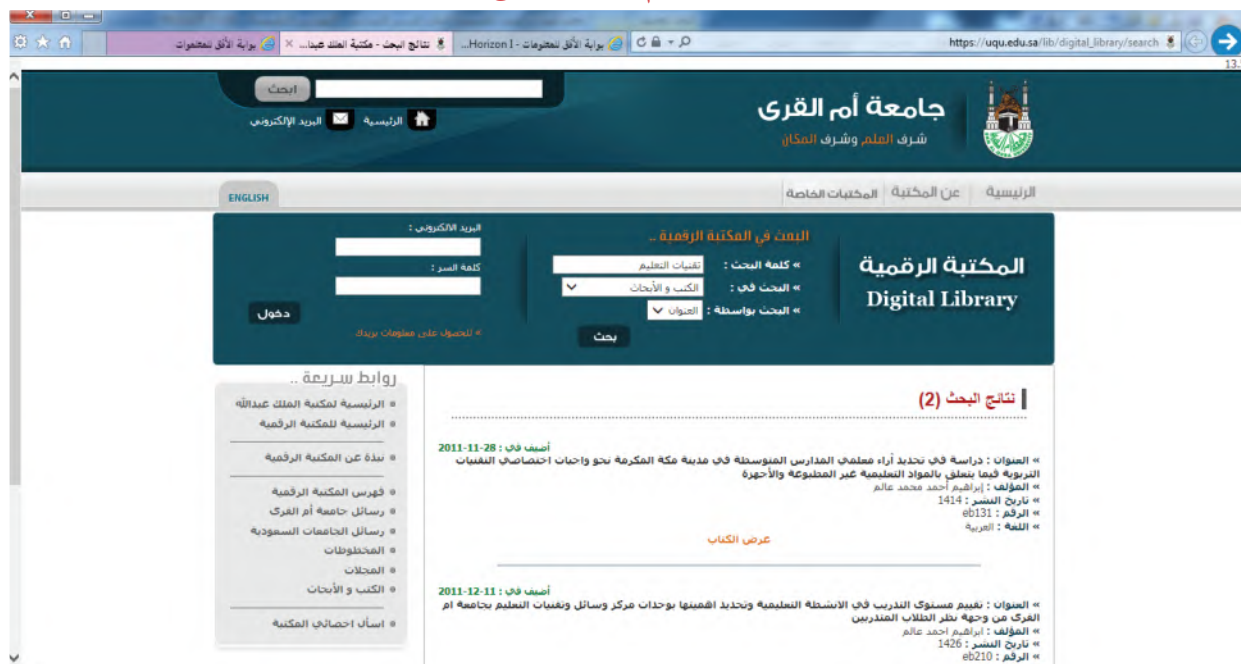 https://uqu.edu.sa/lib/digital_library/search
بوابة الأفق للمعلومات - Horizon I...
نتائج البحث - مكتبة الملك عبدا...
بوابة الأفق للمعلومات
13.
جامعة أم القرى
شرف العلم وشرف المكان
ابحث
الرئيسية
البريد الإلكتروني
الرئيسية
عن المكتبة
المكتبات الخاصة
ENGLISH
المكتبة الرقمية
Digital Library
البحث في المكتبة الرقمية ..
» كلمة البحث : تقنيات التعليم
» البحث في : الكتب و الأبحاث
» البحث بواسطة : العنوان
بحث
البريد الالكتروني :
كلمة السر :
دخول
» للحصول على معلومات بريدك
نتائج البحث (2)
أضيف في : 28-11-2011
» العنوان : دراسة في تحديد أراء معلمي المدارس المتوسطة في مدينة مكة المكرمة نحو واجبات اختصاصي التقنيات
التربوية فيما يتعلق بالمواد التعليمية غير المطبوعة والأجهزة
» المؤلف : إبراهيم أحمد محمد عالم
» تاريخ النشر : 1414
» الرقم : eb131
» اللغة : العربية
عرض الكتاب
أضيف في : 11-12-2011
» العنوان : تقييم مستوى التدريب في الانشطة التعليمية وتحديد اهميتها بوحدات مركز وسائل وتقنيات التعليم بجامعة ام
القرى من وجهة نظر الطلاب المتدربين
» المؤلف : ابراهيم احمد عالم
» تاريخ النشر : 1426
» الرقم : eb210
روابط سريعة ..
الرئيسية لمكتبة الملك عبدالله
الرئيسية للمكتبة الرقمية
نبذة عن المكتبة الرقمية
فهرس المكتبة الرقمية
رسائل جامعة أم القرى
رسائل الجامعات السعودية
المخطوطات
المجلات
الكتب و الأبحاث
اسأل اخصائي المكتبة